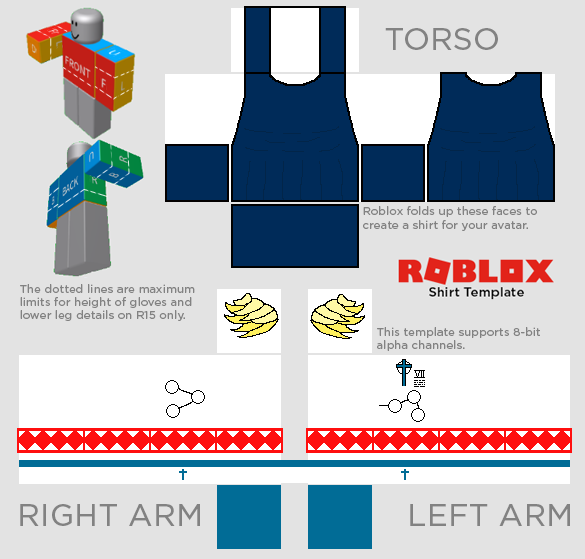 TORSO
FRONT
F
L
U
D
R
BACK
U
R
B
R
Roblox folds up these faces to
create a shirt for your avatar.
ROBLOX
Shirt Template
The dotted lines are maximum
limits for height of gloves and
lower leg details on R15 only.
This template supports 8-bit
alpha channels.
VII
RIGHT ARM
LEFT ARM